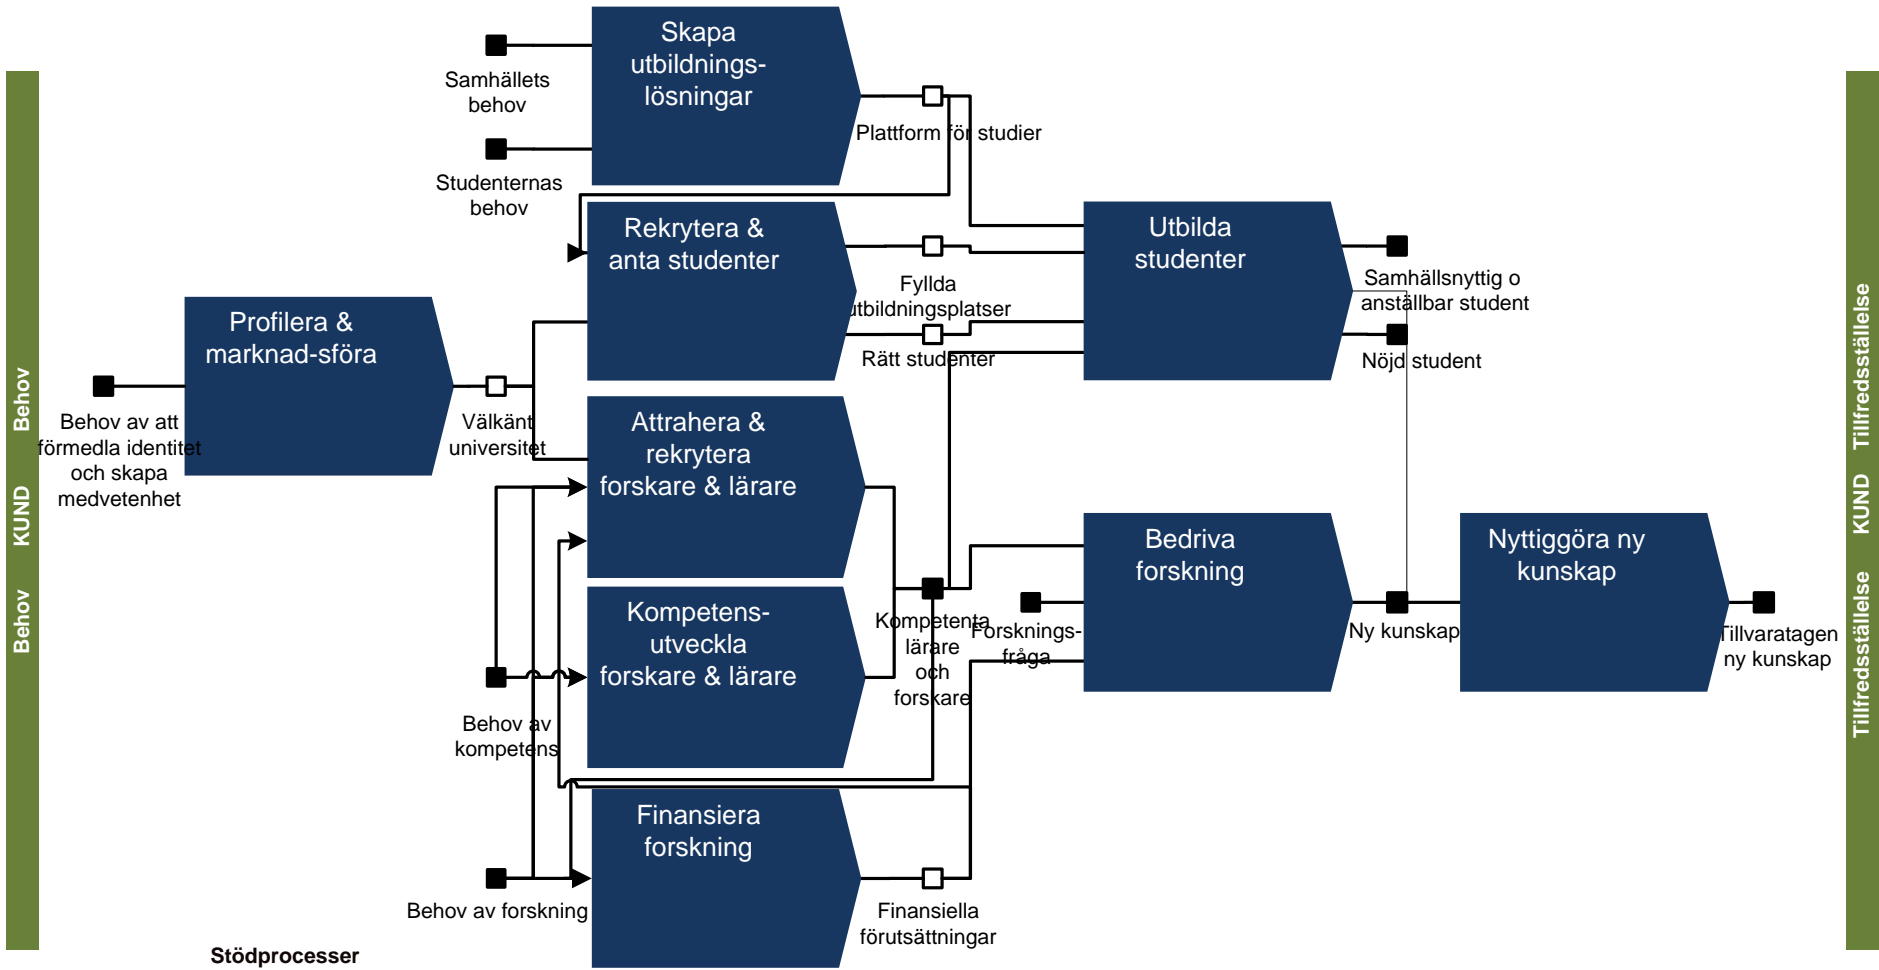 Behov KUND Behov
Samhällets
behov
Studenternas
behov
Skapa
utbildnings-
lösningar
Plattform för studier
Rekrytera &
anta studenter
Fyllda
utbildningsplatser
Rätt studenter
Utbilda
studenter
Samhällsnyttig o
anställbar student
Nöjd student
Profilera &
marknad-sföra
Behov av att
förmedla identitet
och skapa
medvetenhet
Välkänt
universitet
Attrahera &
rekrytera
forskare & lärare
Kompetens-
utveckla
forskare & lärare
Behov av
kompetens
Kompetenta
lärare
och
forskare
Forsknings-
fråga
Bedriva
forskning
Ny kunskap
Nyttiggöra ny
kunskap
Tillvaratagen
ny kunskap
Finansiera
forskning
Behov av forskning
Finansiella
förutsättningar
Stödprocesser
Tillfredsställelse KUND Tillfredsställelse